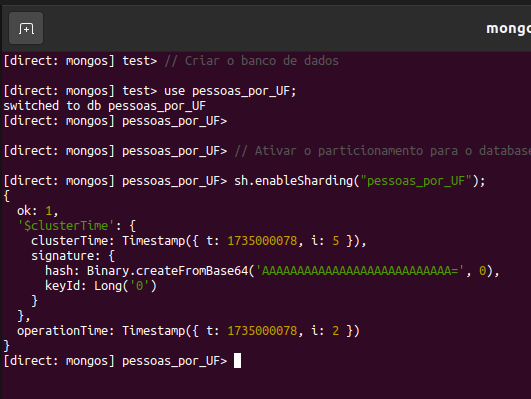 mongo
[direct: mongos] test> // Criar o banco de dados
[direct: mongos] test> use pessoas_por_UF;
switched to db pessoas_por_UF
[direct: mongos] pessoas_por_UF>
[direct: mongos] pessoas_por_UF> // Ativar o particionamento para o database
[direct: mongos] pessoas_por_UF> sh.enableSharding("pessoas_por_UF");
{
  ok: 1,
  '$clusterTime': {
    clusterTime: Timestamp({ t: 1735000078, i: 5 }),
    signature: {
      hash: Binary.createFromBase64('AAAAAAAAAAAAAAAAAAAAAAAAAAA=', 0),
      keyId: Long('0')
    }
  },
  operationTime: Timestamp({ t: 1735000078, i: 2 })
}
[direct: mongos] pessoas_por_UF>